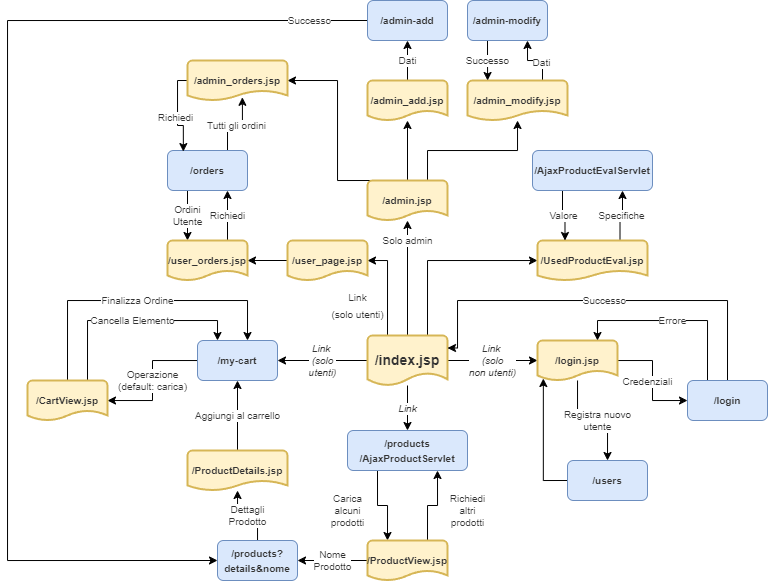 Successo
/admin-add
/admin-modify
Dati
Successo
Dati
/admin_orders.jsp
/admin_add.jsp
/admin_modify.jsp
Richiedi
Tutti gli ordini
/orders
/AjaxProductEvalServlet
/admin.jsp
Ordini
Utente
Richiedi
Valore
Specifiche
Solo admin
/user_orders.jsp
/user_page.jsp
/UsedProductEval.jsp
Link
(solo utenti)
Finalizza Ordine
Cancella Elemento
Successo
Errore
/my-cart
Link
(solo
utenti)
/index.jsp
Link
(solo
non utenti)
/login.jsp
Operazione
(default: carica)
Credenziali
/CartView.jsp
/login
Aggiungi al carrello
Link
Registra nuovo
utente
/products
/AjaxProductServlet
/ProductDetails.jsp
/users
Dettagli
Prodotto
Carica
alcuni
prodotti
Richiedi
altri
prodotti
/products?
details&nome
Nome
Prodotto
/ProductView.jsp